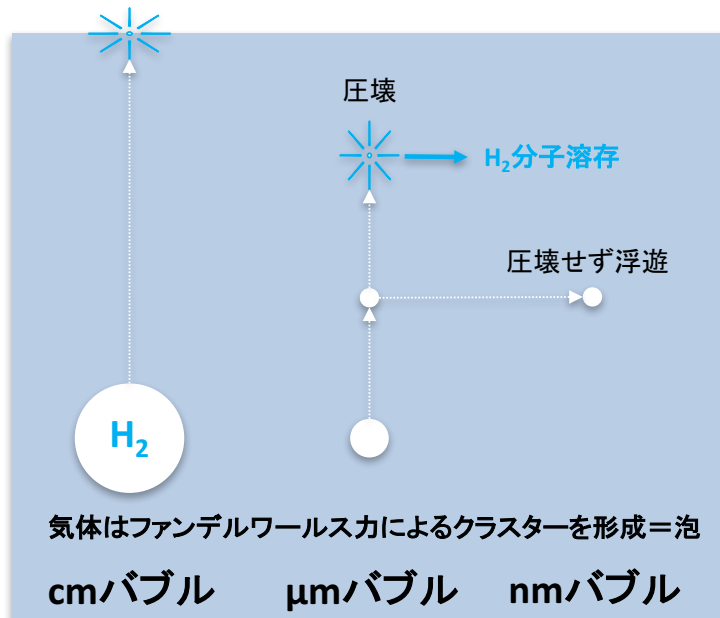 圧壊
H₂分子溶存
圧壊せず浮遊
H₂
気体はファンデルワールス力によるクラスターを形成＝泡
cmバブル μmバブル nmバブル